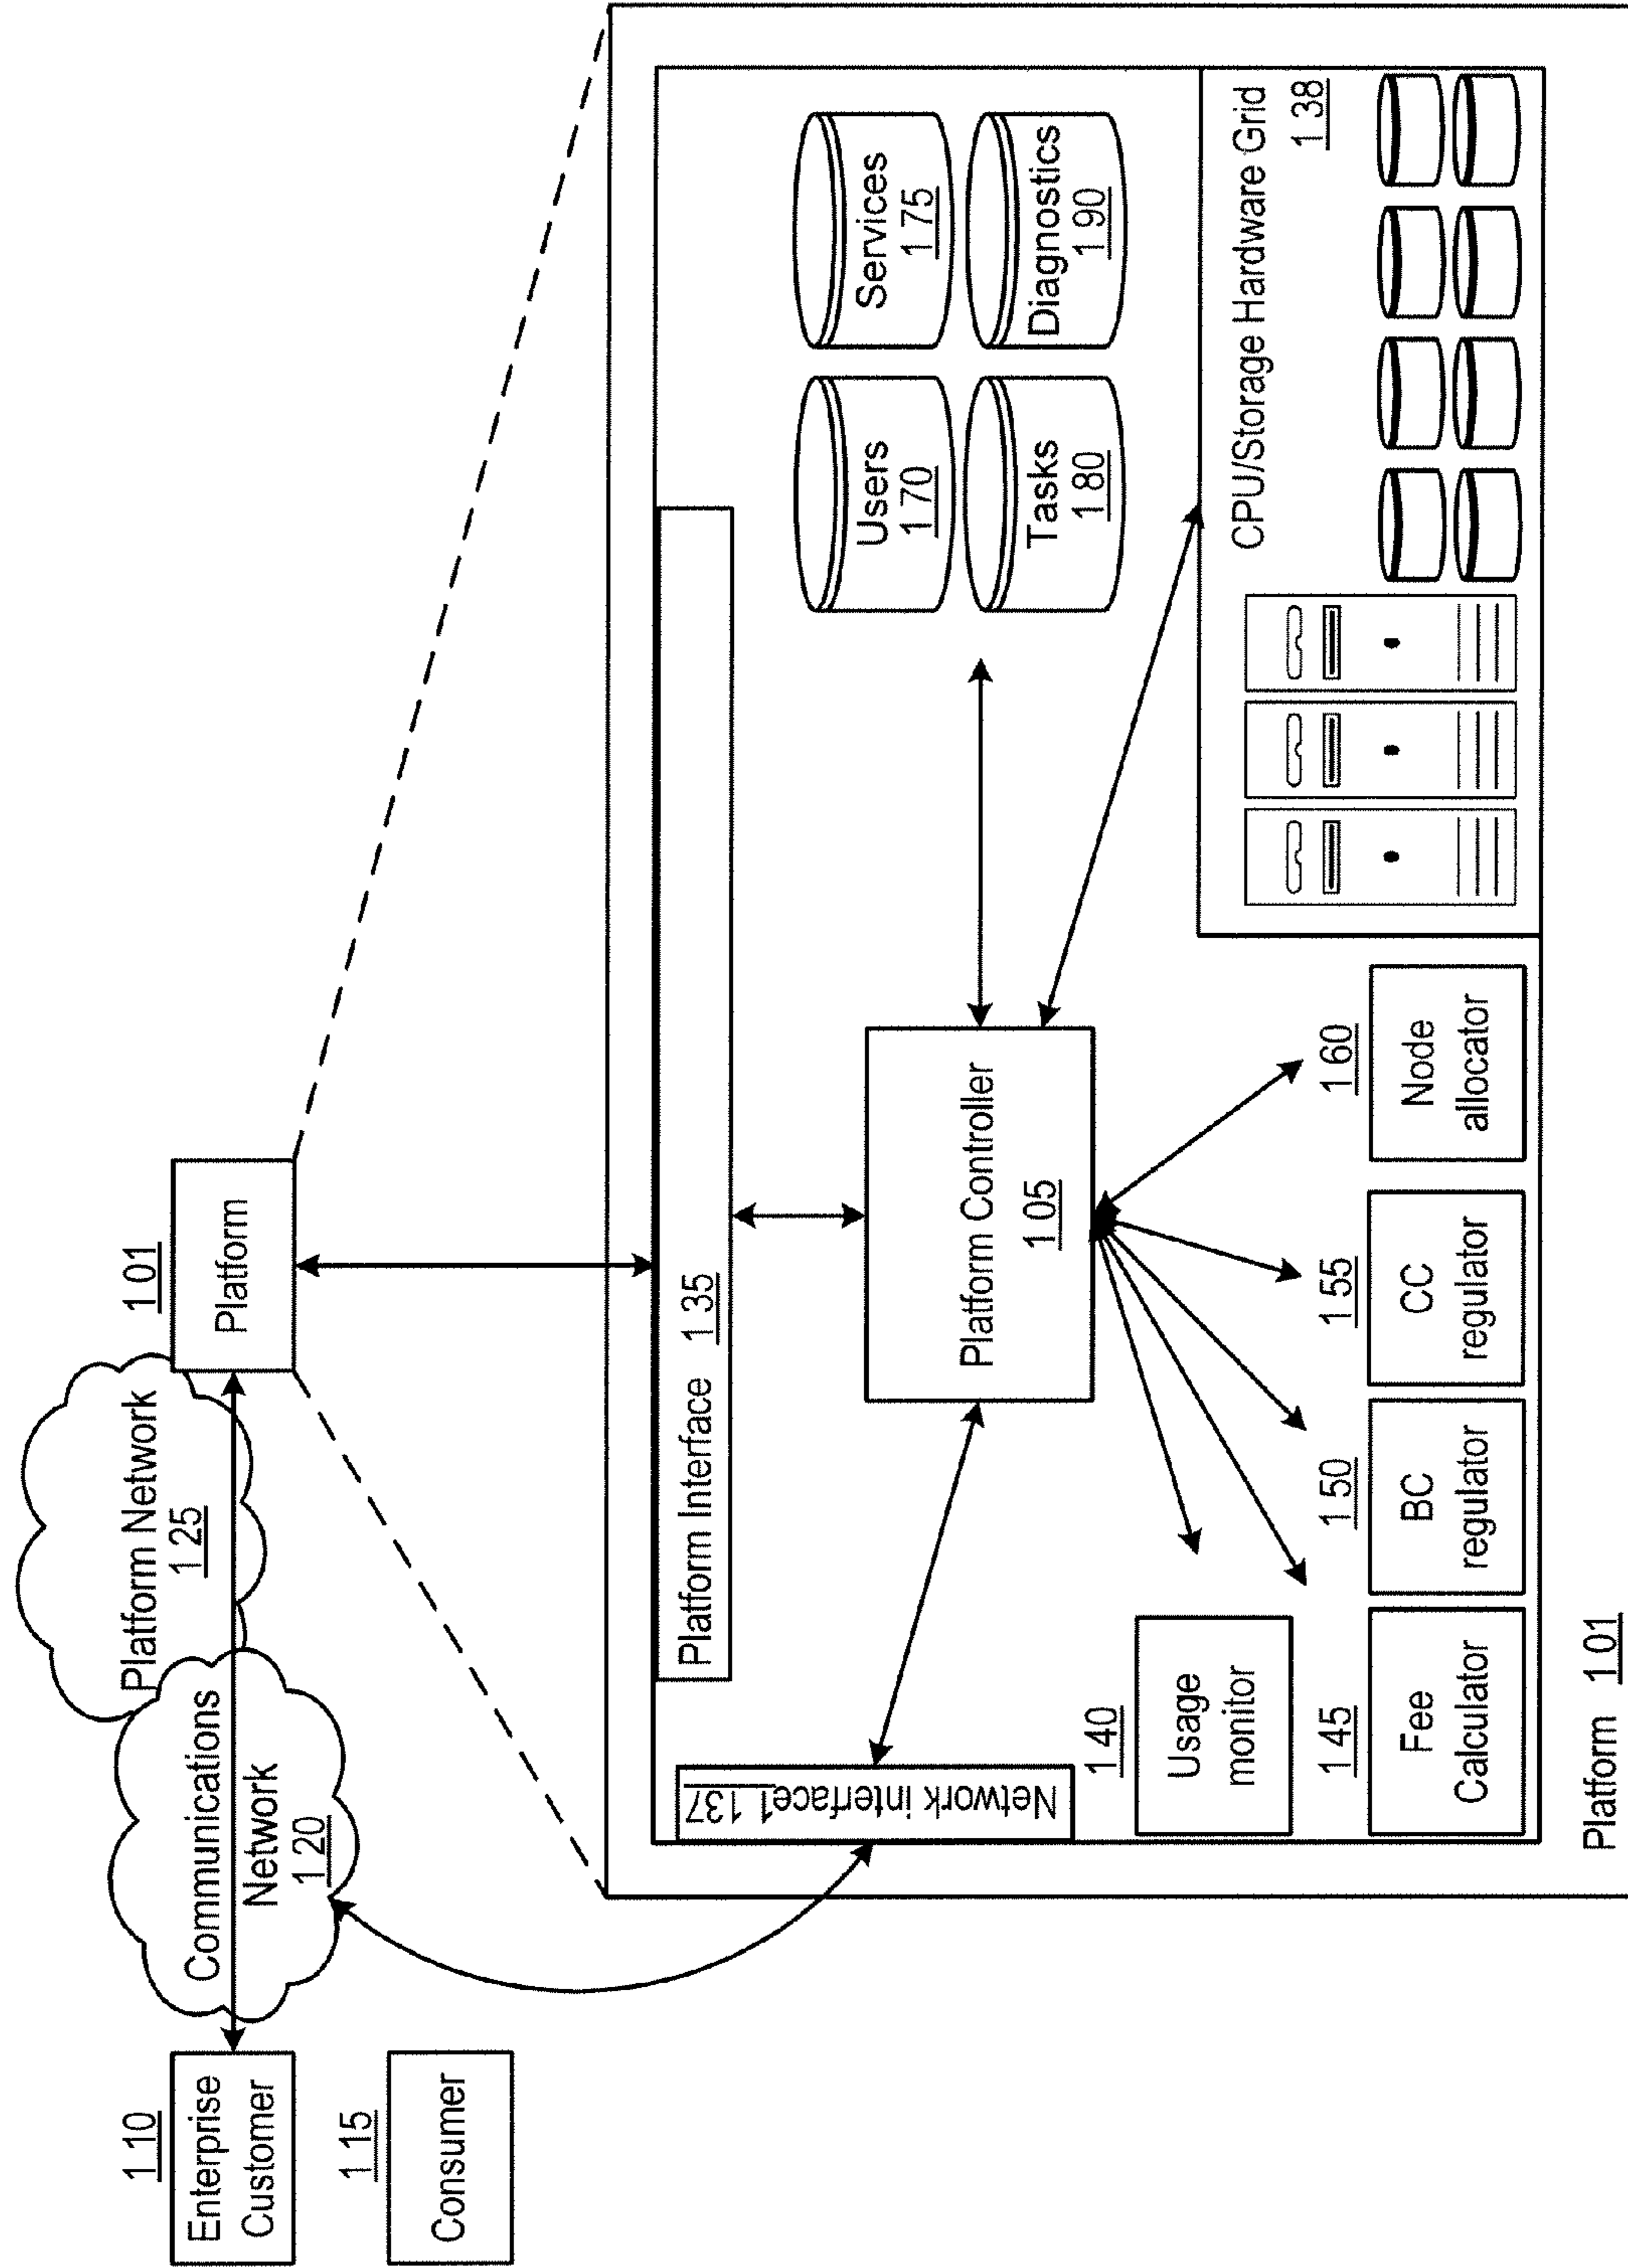 1 10
Enterprise
Customer
1 15
Consumer
Communications
Network
1 20
Platform Network
1 25
1 01
Platform
Platform Interface 1 35
Network interface1 137
Platform Controller
1 05
Users
1 70
Services
1 75
Tasks
1 80
Diagnostics
1 90
1 40
Usage
monitor
1 45
Fee
Calculator
1 50
BC
regulator
1 55
CC
regulator
1 60
Node
allocator
CPU/Storage Hardware Grid
1 38
Platform 1 01